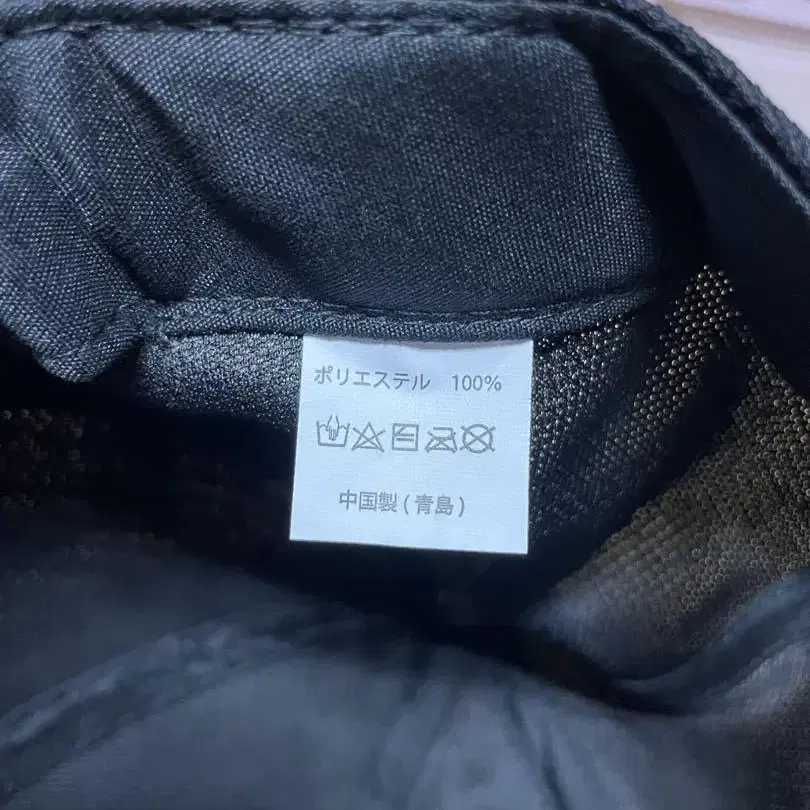 ポリエステル 100%
中国製 ( 青島 )